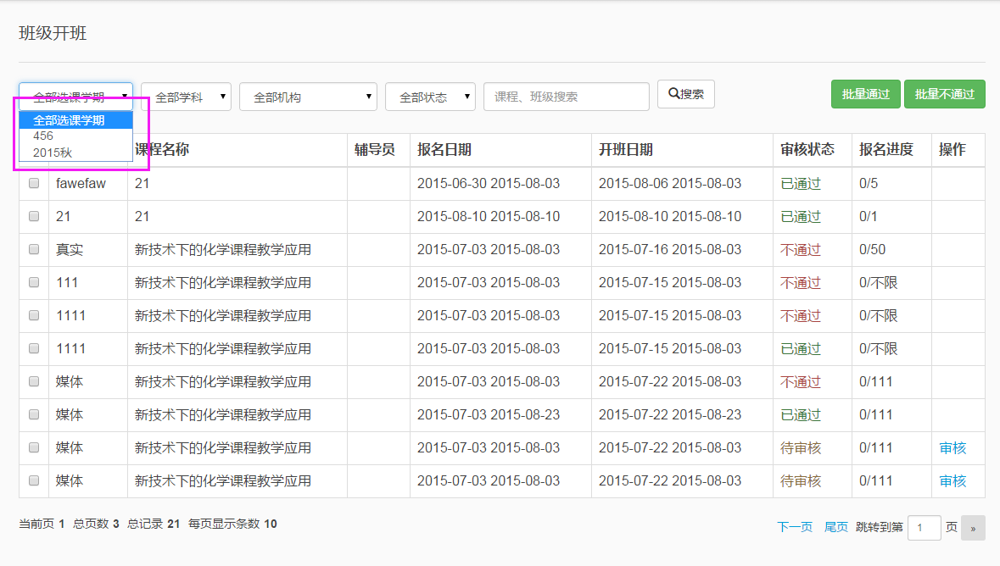 班级开班
全部选课学期 全部学科 全部机构 全部状态 课程、班级搜索 搜索 批量通过 批量不通过
全部选课学期
456
2015秋
课程名称 辅导员 报名日期 开班日期 审核状态 报名进度 操作
fawefaw 21 2015-06-30 2015-08-03 2015-08-06 2015-08-03 已通过 0/5
21 21 2015-08-10 2015-08-10 2015-08-10 2015-08-10 已通过 0/1
真实 新技术下的化学课程教学应用 2015-07-03 2015-08-03 2015-07-16 2015-08-03 不通过 0/50
111 新技术下的化学课程教学应用 2015-07-03 2015-08-03 2015-07-15 2015-08-03 不通过 0/不限
1111 新技术下的化学课程教学应用 2015-07-03 2015-08-03 2015-07-15 2015-08-03 不通过 0/不限
1111 新技术下的化学课程教学应用 2015-07-03 2015-08-03 2015-07-15 2015-08-03 已通过 0/不限
媒体 新技术下的化学课程教学应用 2015-07-03 2015-08-03 2015-07-22 2015-08-03 不通过 0/111
媒体 新技术下的化学课程教学应用 2015-07-03 2015-08-23 2015-07-22 2015-08-23 已通过 0/111
媒体 新技术下的化学课程教学应用 2015-07-03 2015-08-03 2015-07-22 2015-08-03 待审核 0/111 审核
媒体 新技术下的化学课程教学应用 2015-07-03 2015-08-03 2015-07-22 2015-08-03 待审核 0/111 审核
当前页 1 总页数 3 总记录 21 每页显示条数 10 下一页 尾页 跳转到第 1 页 »